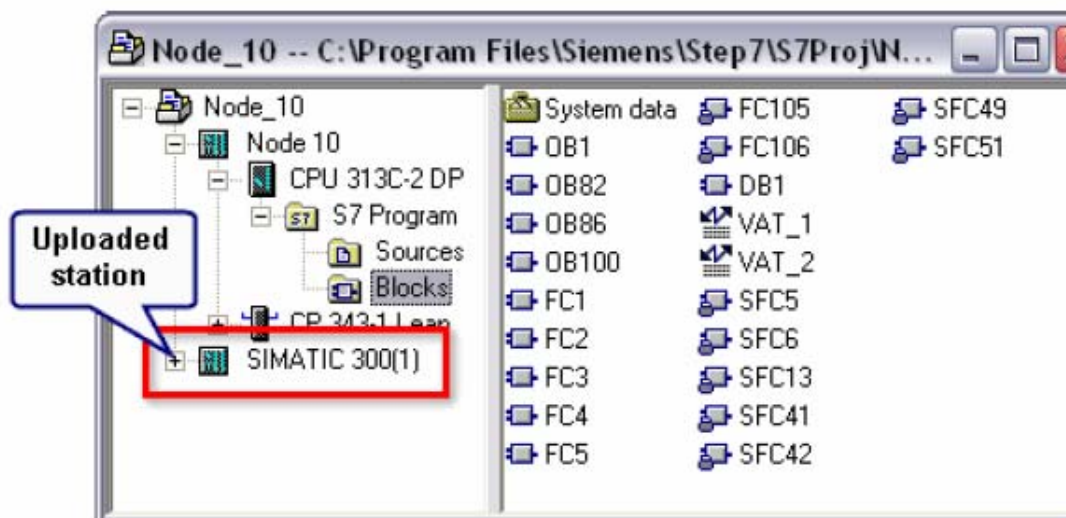 Node_10 -- C:\Program Files\Siemens\Step7\S7Proj\N...
Node_10
Node 10
CPU 313C-2 DP
S7 Program
Sources
Blocks
CP 343-1 Lean
SIMATIC 300(1)
Uploaded
station
System data
OB1
OB82
OB86
OB100
FC1
FC2
FC3
FC4
FC5
FC105
FC106
DB1
VAT_1
VAT_2
SFC5
SFC6
SFC13
SFC41
SFC42
SFC49
SFC51